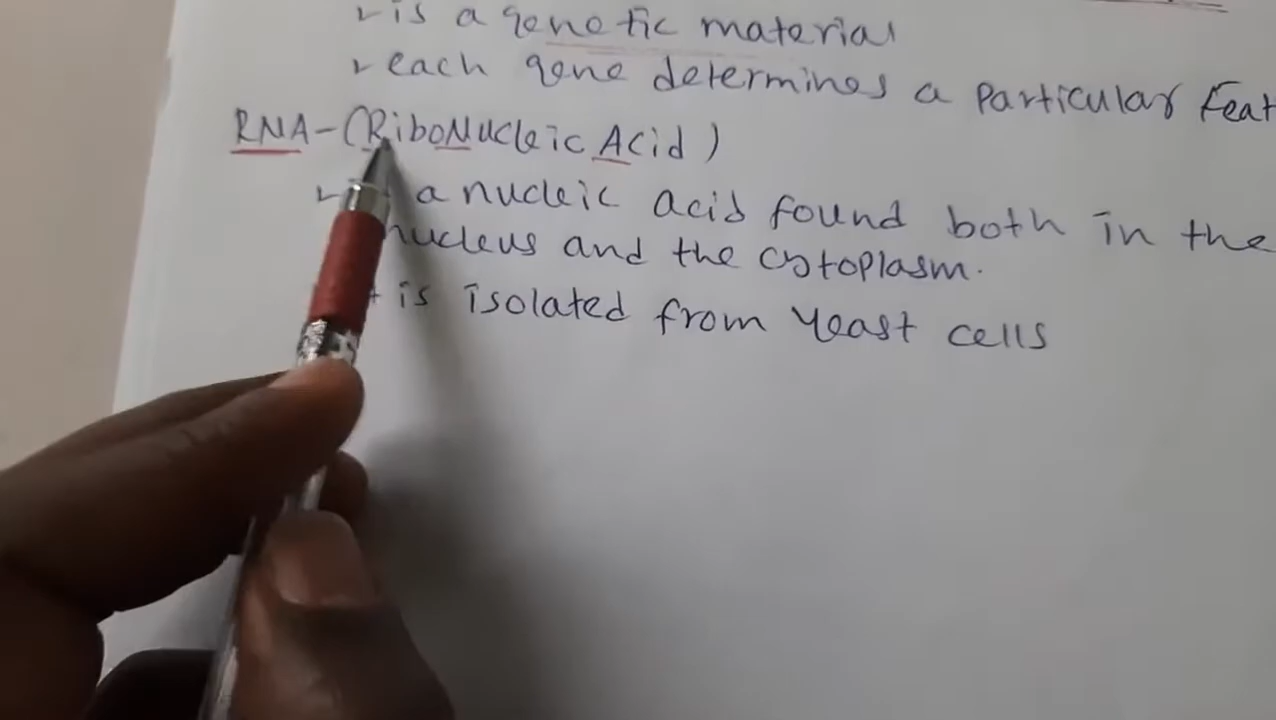 is a genetic material
each gene determines a particular Feat
RNA-(RiboNucleic Acid)
a nucleic acid found both in the
nucleus and the cytoplasm.
is isolated from yeast cells